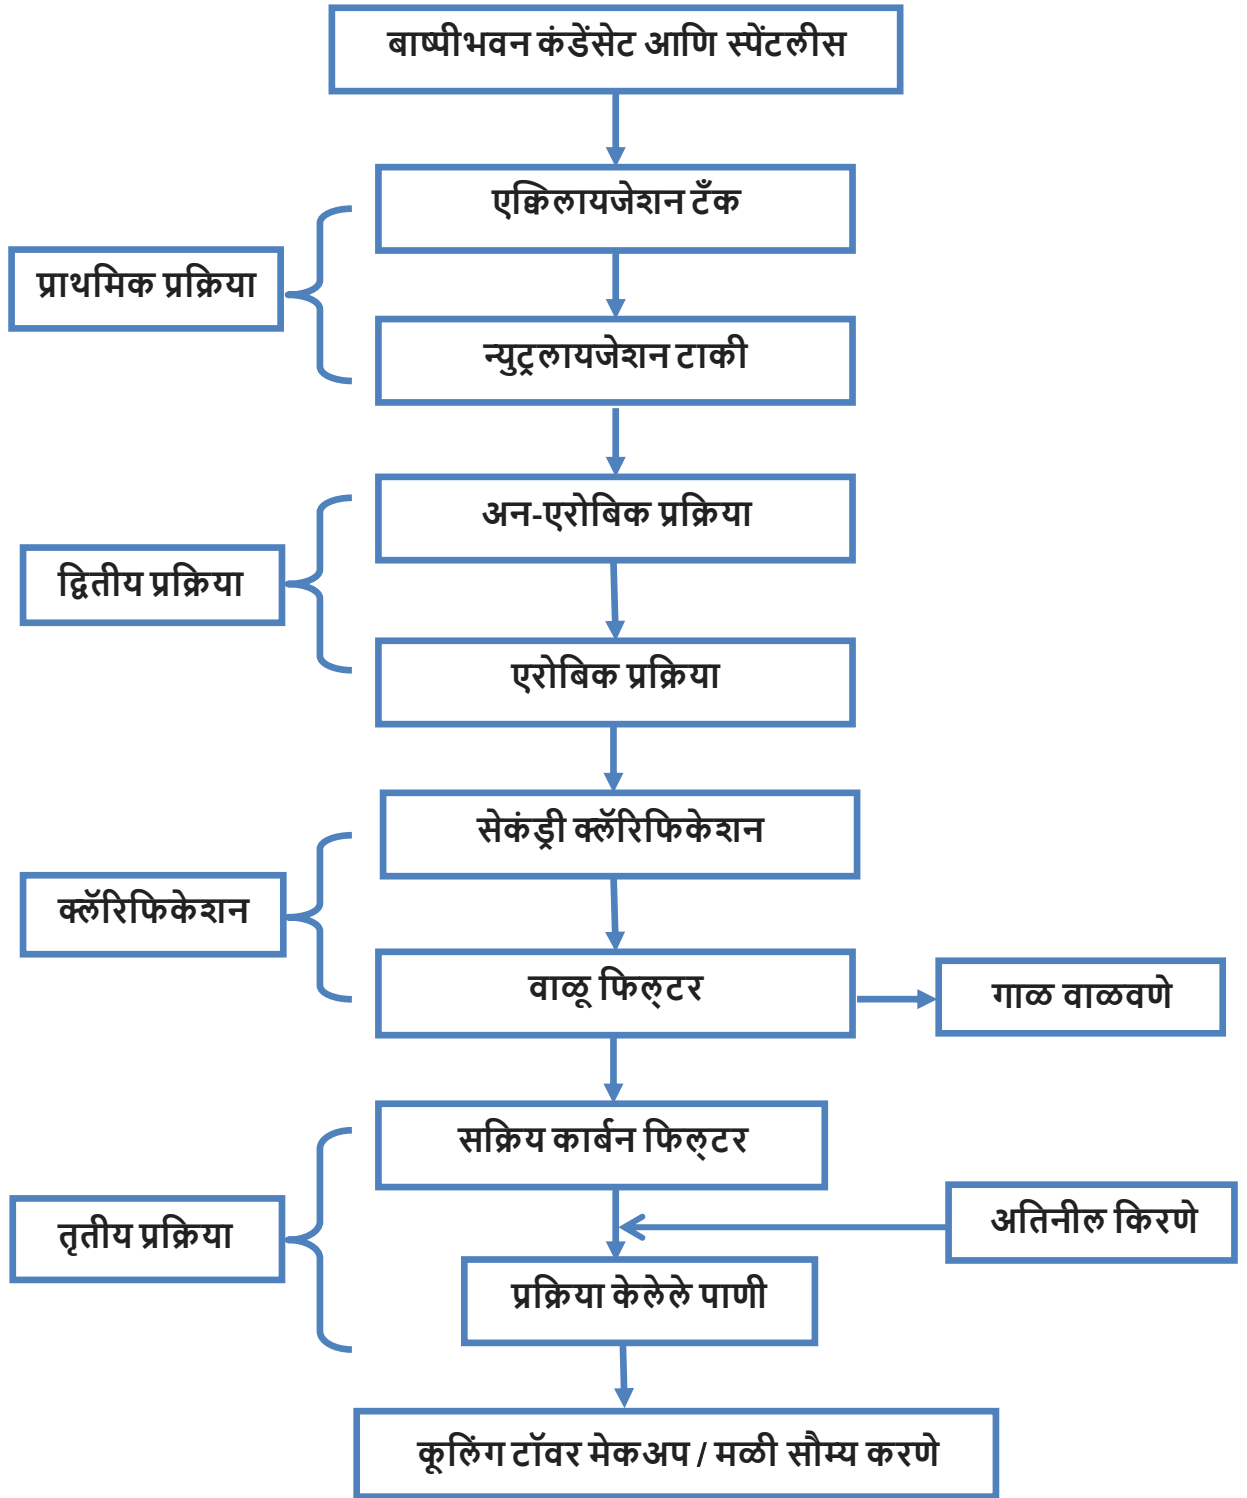 बाष्पीभवन कंडेंसेट आणि स्पेंटलीस
एक्विलायजेशन टँक
प्राथमिक प्रक्रिया
न्युट्रलायजेशन टाकी
अन-एरोबिक प्रक्रिया
द्वितीय प्रक्रिया
एरोबिक प्रक्रिया
सेकंड्री क्लॅरिफिकेशन
क्लॅरिफिकेशन
वाळू फिल्टर
गाळ वाळवणे
सक्रिय कार्बन फिल्टर
अतिनील किरणे
तृतीय प्रक्रिया
प्रक्रिया केलेले पाणी
कूलिंग टॉवर मेकअप / मळी सौम्य करणे